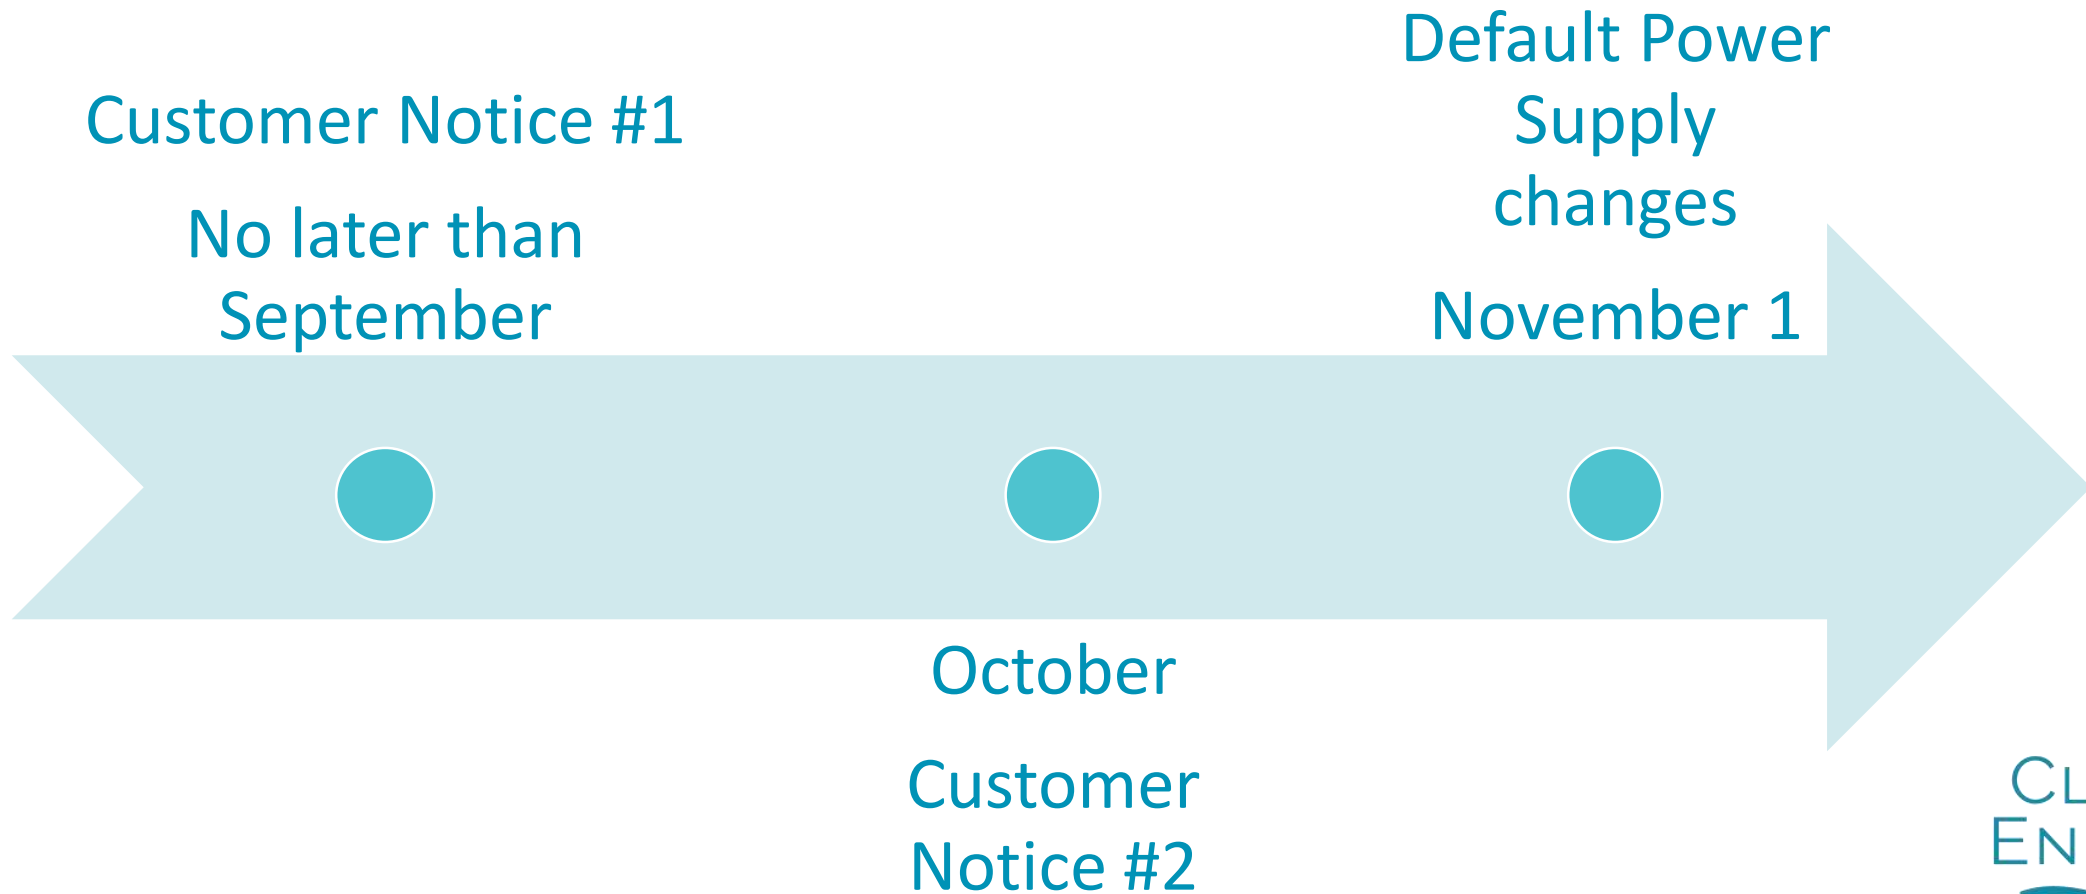 Customer Notice #1
No later than
September
October
Customer
Notice #2
Default Power
Supply
changes
November 1